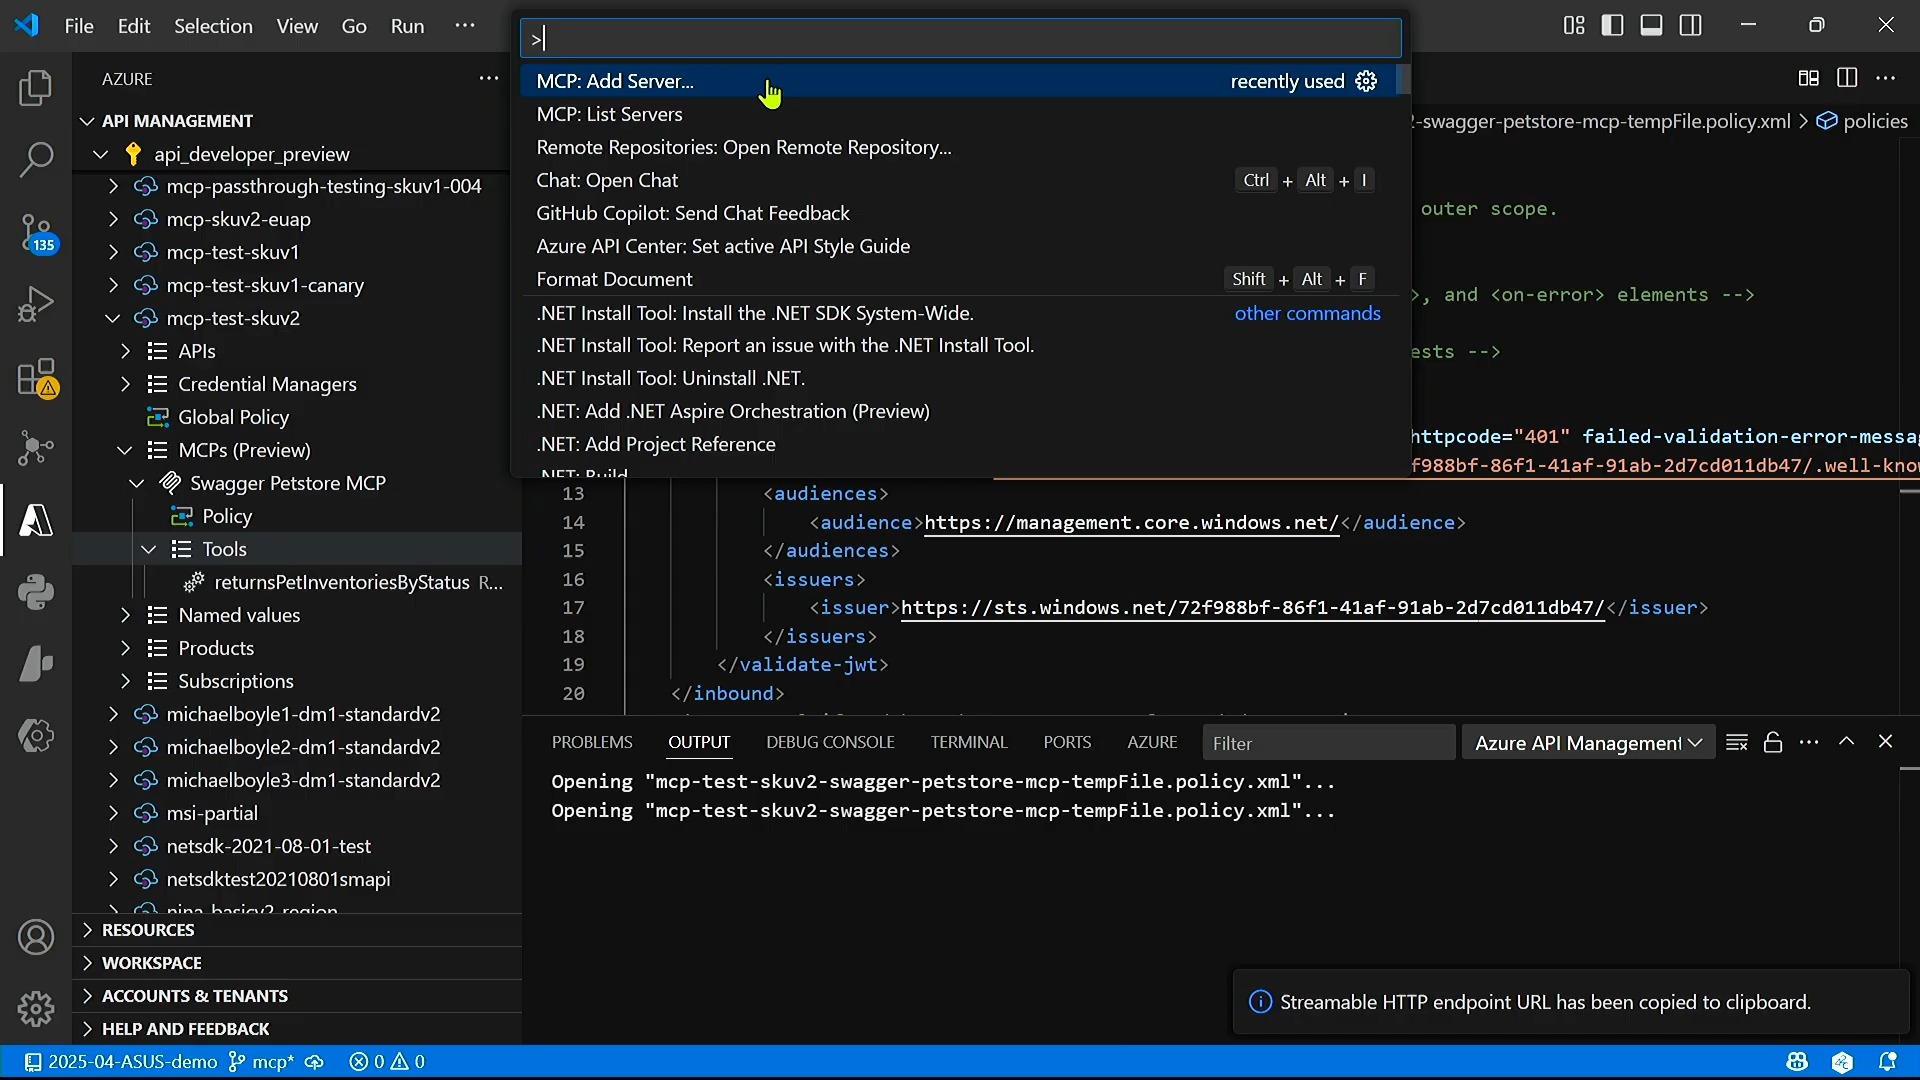 File Edit Selection View Go Run ···
>
MCP: Add Server... recently used
MCP: List Servers
Remote Repositories: Open Remote Repository...
Chat: Open Chat Ctrl + Alt + I
GitHub Copilot: Send Chat Feedback
Azure API Center: Set active API Style Guide
Format Document Shift + Alt + F
.NET Install Tool: Install the .NET SDK System-Wide. other commands
.NET Install Tool: Report an issue with the .NET Install Tool.
.NET Install Tool: Uninstall .NET.
.NET: Add .NET Aspire Orchestration (Preview)
.NET: Add Project Reference
.NET: Build
AZURE
API MANAGEMENT
api_developer_preview
mcp-passthrough-testing-skuv1-004
mcp-skuv2-euap
135
mcp-test-skuv1
mcp-test-skuv1-canary
mcp-test-skuv2
APIs
Credential Managers
Global Policy
MCPs (Preview)
Swagger Petstore MCP
Policy
Tools
returnsPetInventoriesByStatus R...
Named values
Products
Subscriptions
michaelboyle1-dm1-standardv2
michaelboyle2-dm1-standardv2
michaelboyle3-dm1-standardv2
msi-partial
netsdk-2021-08-01-test
netsdktest20210801smapi
nina-basicv2-region
RESOURCES
WORKSPACE
ACCOUNTS & TENANTS
HELP AND FEEDBACK
-swagger-petstore-mcp-tempFile.policy.xml > policies
outer scope.
>, and <on-error> elements -->
ests -->
httpcode="401" failed-validation-error-messa
f988bf-86f1-41af-91ab-2d7cd011db47/.well-kno
13 <audiences>
14 <audience>https://management.core.windows.net/</audience>
15 </audiences>
16 <issuers>
17 <issuer>https://sts.windows.net/72f988bf-86f1-41af-91ab-2d7cd011db47/</issuer>
18 </issuers>
19 </validate-jwt>
20 </inbound>
PROBLEMS OUTPUT DEBUG CONSOLE TERMINAL PORTS AZURE Filter Azure API Management
Opening "mcp-test-skuv2-swagger-petstore-mcp-tempFile.policy.xml"...
Opening "mcp-test-skuv2-swagger-petstore-mcp-tempFile.policy.xml"...
Streamable HTTP endpoint URL has been copied to clipboard.
2025-04-ASUS-demo mcp* 0 0